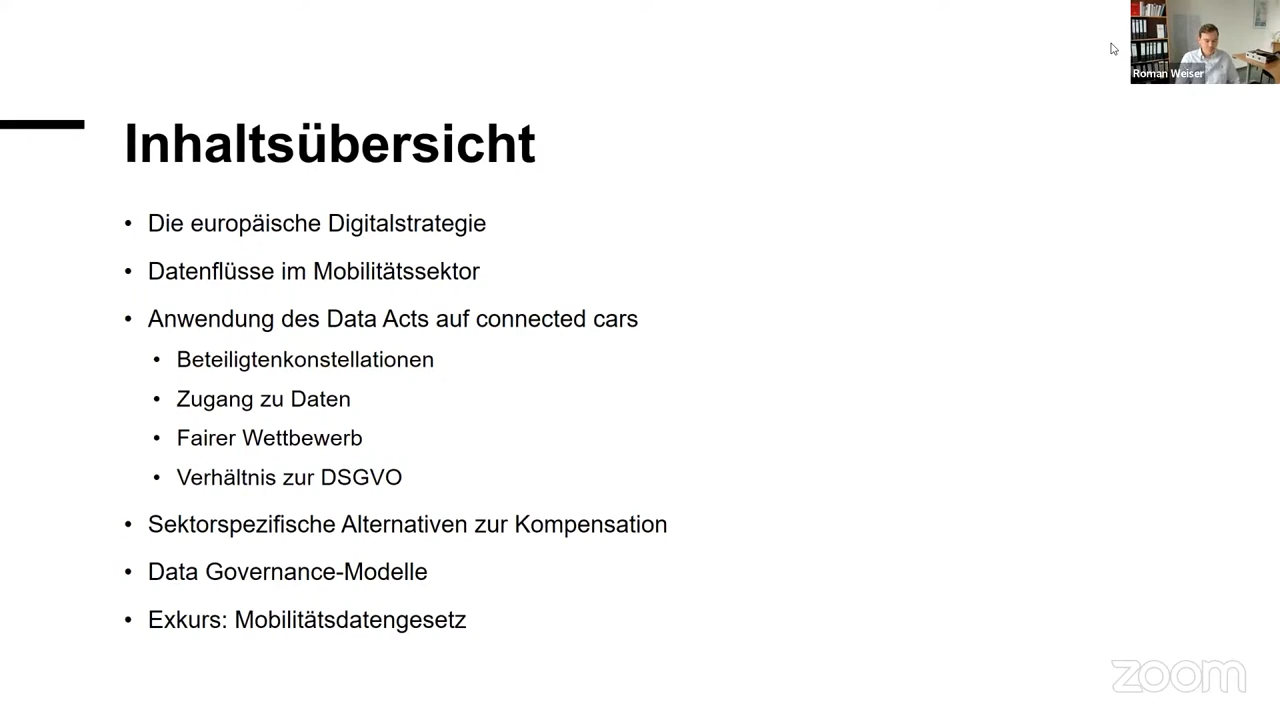 Roman Weiser
Inhaltsübersicht
• Die europäische Digitalstrategie
• Datenflüsse im Mobilitätssektor
• Anwendung des Data Acts auf connected cars
• Beteiligtenkonstellationen
• Zugang zu Daten
• Fairer Wettbewerb
• Verhältnis zur DSGVO
• Sektorspezifische Alternativen zur Kompensation
• Data Governance-Modelle
• Exkurs: Mobilitätsdatengesetz
zoom